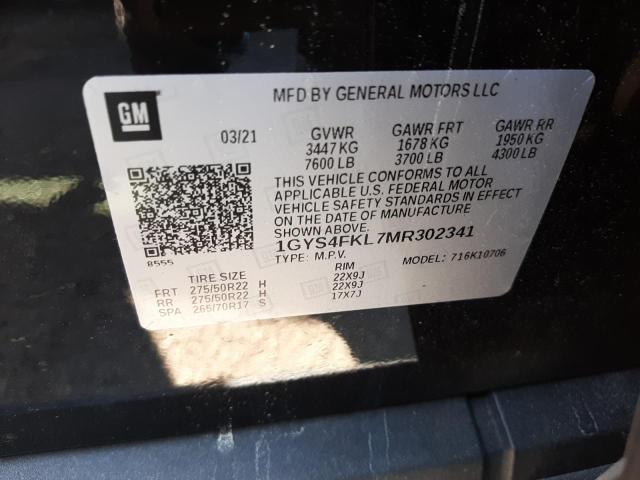 GM
MFD BY GENERAL MOTORS LLC
03/21 GVWR GAWR FRT GAWR RR
3447 KG 1678 KG 1950 KG
7600 LB 3700 LB 4300 LB
THIS VEHICLE CONFORMS TO ALL
APPLICABLE U.S. FEDERAL MOTOR
VEHICLE SAFETY STANDARDS IN EFFECT
ON THE DATE OF MANUFACTURE
SHOWN ABOVE.
1GYS4FKL7MR302341
8555
TYPE: M.P.V. MODEL: 716K10706
TIRE SIZE RIM
FRT 275/50R22 H 22X9J
RR 275/50R22 H 22X9J
SPA 265/70R17 S 17X7J